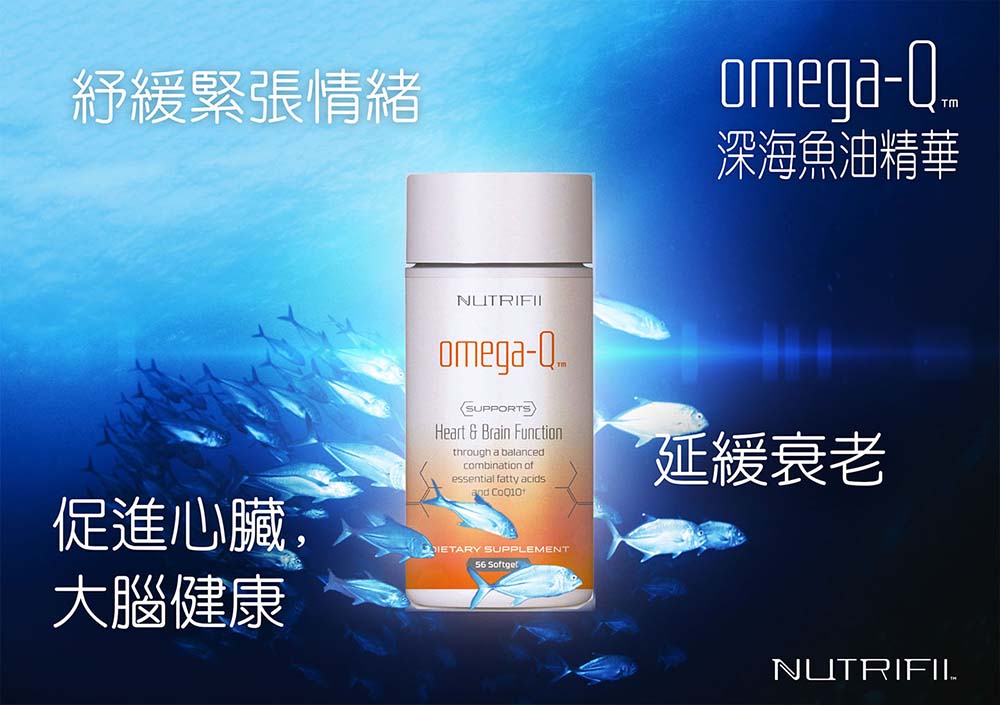 紓緩緊張情緒
omega-Q™
深海魚油精華
NUTRIFII
omega-Q™
SUPPORTS
Heart & Brain Function
through a balanced
combination of
essential fatty acids
and CoQ10†
DIETARY SUPPLEMENT
56 Softgel
延緩衰老
促進心臟，
大腦健康
NUTRIFII™